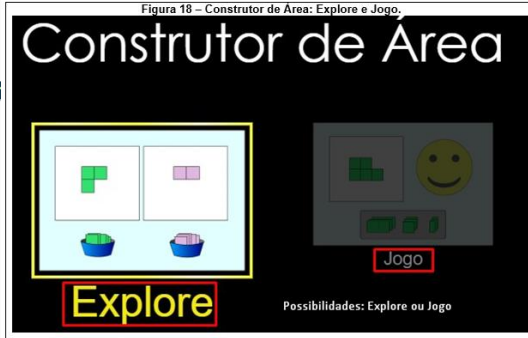 Figura 18 – Construtor de Área: Explore e Jogo.
Construtor de Área
Jogo
Explore
Possibilidades: Explore ou Jogo